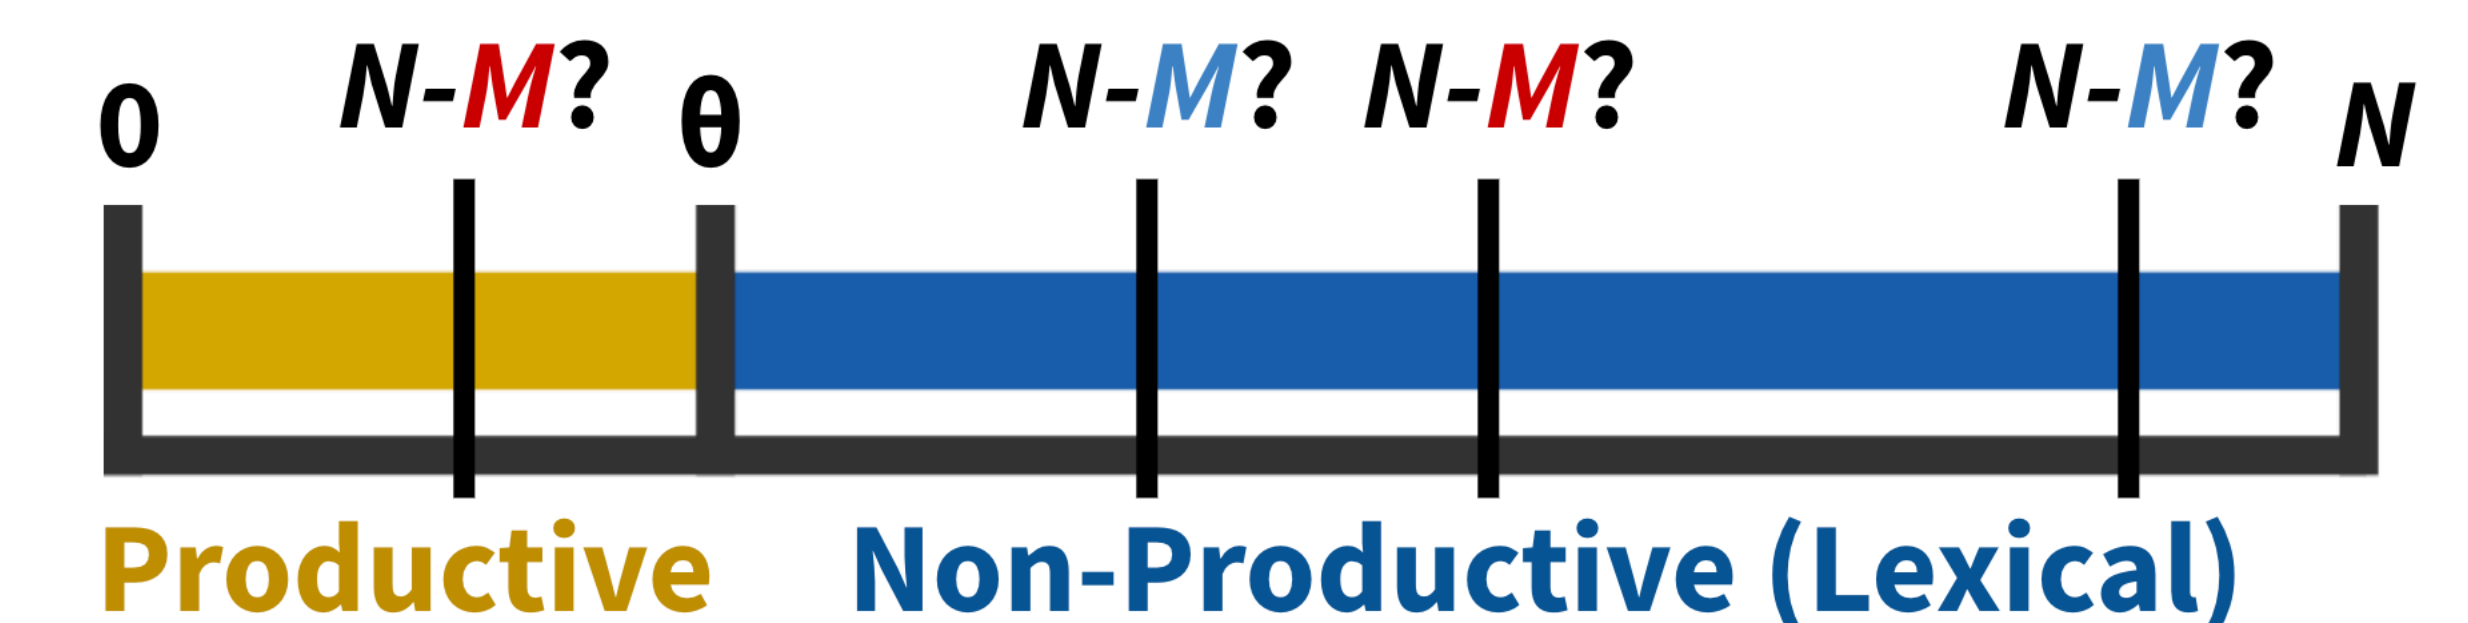 0 N-M? θ N-M? N-M? N-M? N
Productive Non-Productive (Lexical)